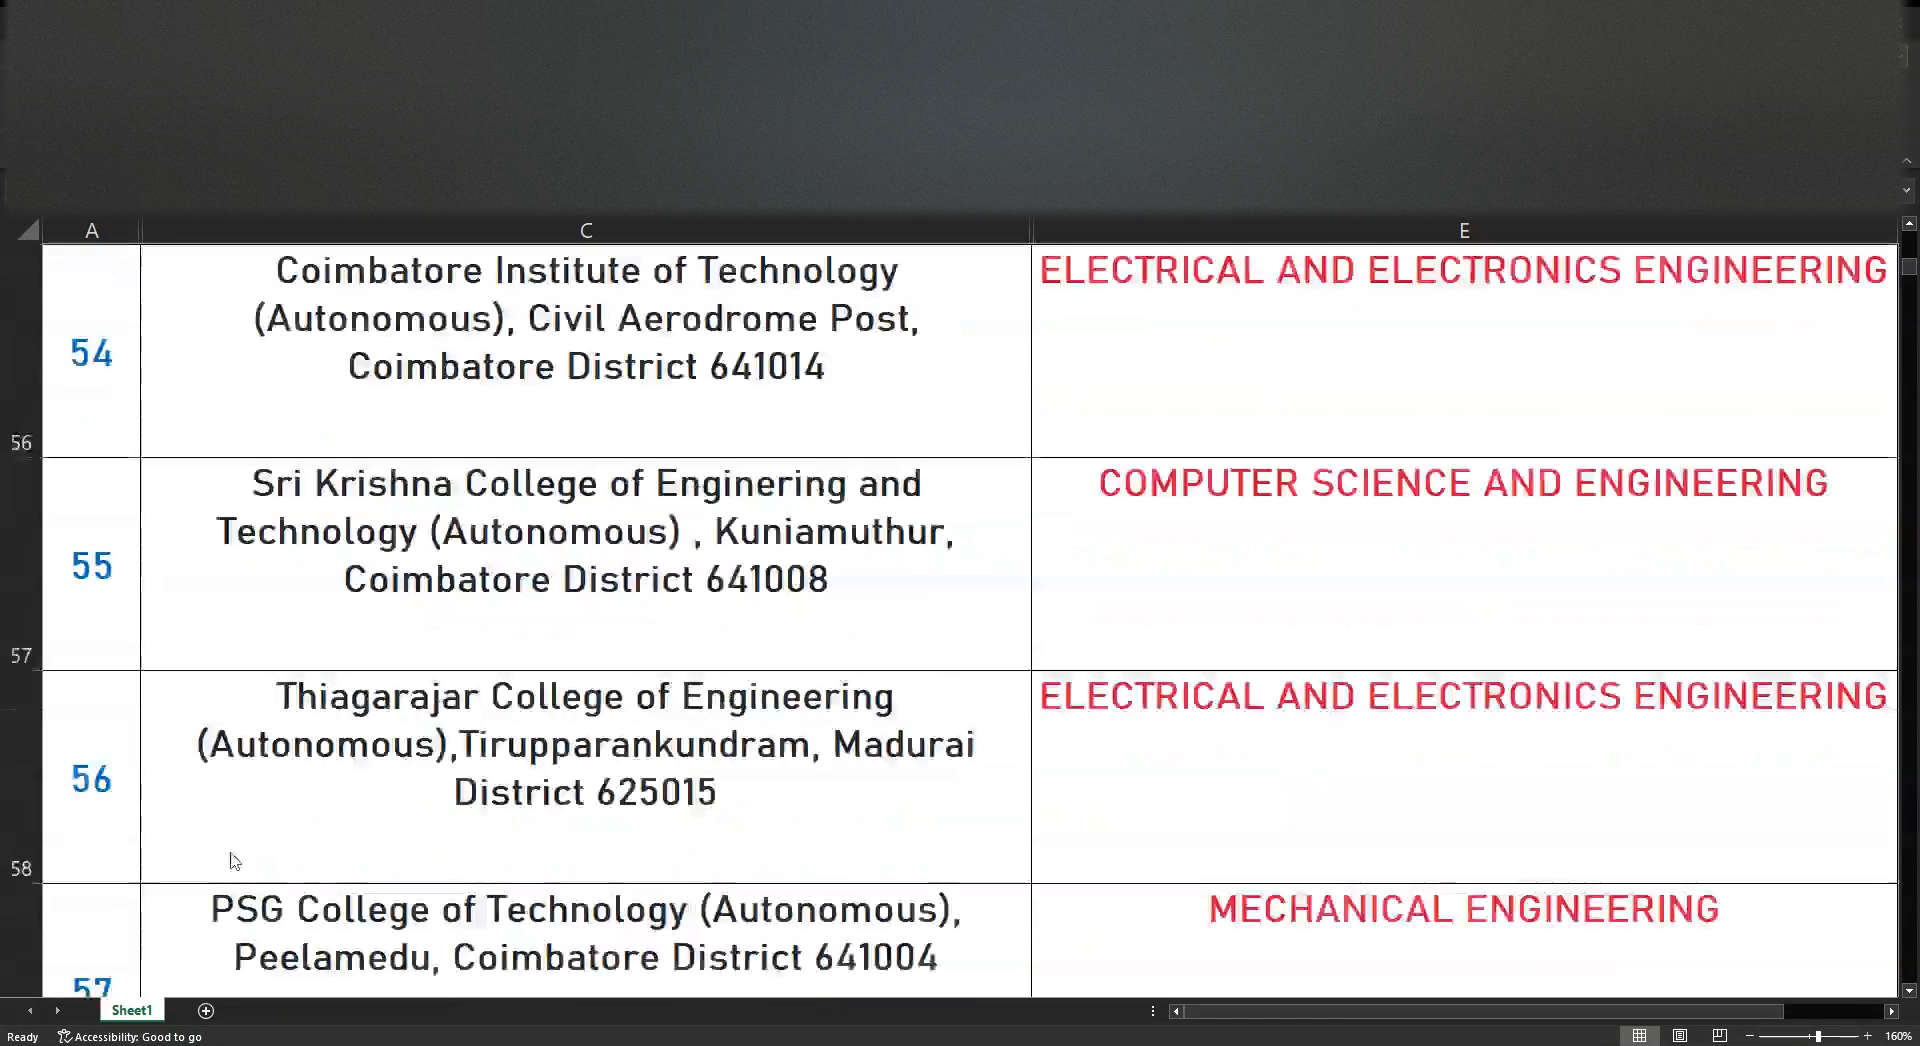 A C E
54 Coimbatore Institute of Technology ELECTRICAL AND ELECTRONICS ENGINEERING
(Autonomous), Civil Aerodrome Post,
Coimbatore District 641014
56
55 Sri Krishna College of Enginering and COMPUTER SCIENCE AND ENGINEERING
Technology (Autonomous) , Kuniamuthur,
Coimbatore District 641008
57
56 Thiagarajar College of Engineering ELECTRICAL AND ELECTRONICS ENGINEERING
(Autonomous),Tirupparankundram, Madurai
District 625015
58
57 PSG College of Technology (Autonomous), MECHANICAL ENGINEERING
Peelamedu, Coimbatore District 641004
Sheet1
Ready Accessibility: Good to go 160%